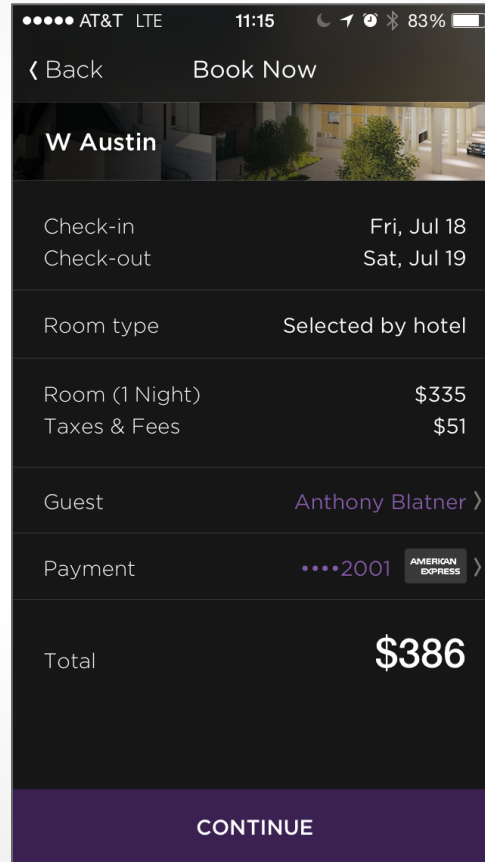 AT&T LTE 11:15 83%
Back Book Now
W Austin
Check-in Fri, Jul 18
Check-out Sat, Jul 19
Room type Selected by hotel
Room (1 Night) $335
Taxes & Fees $51
Guest Anthony Blatner
Payment ••••2001 AMERICAN EXPRESS
Total $386
CONTINUE